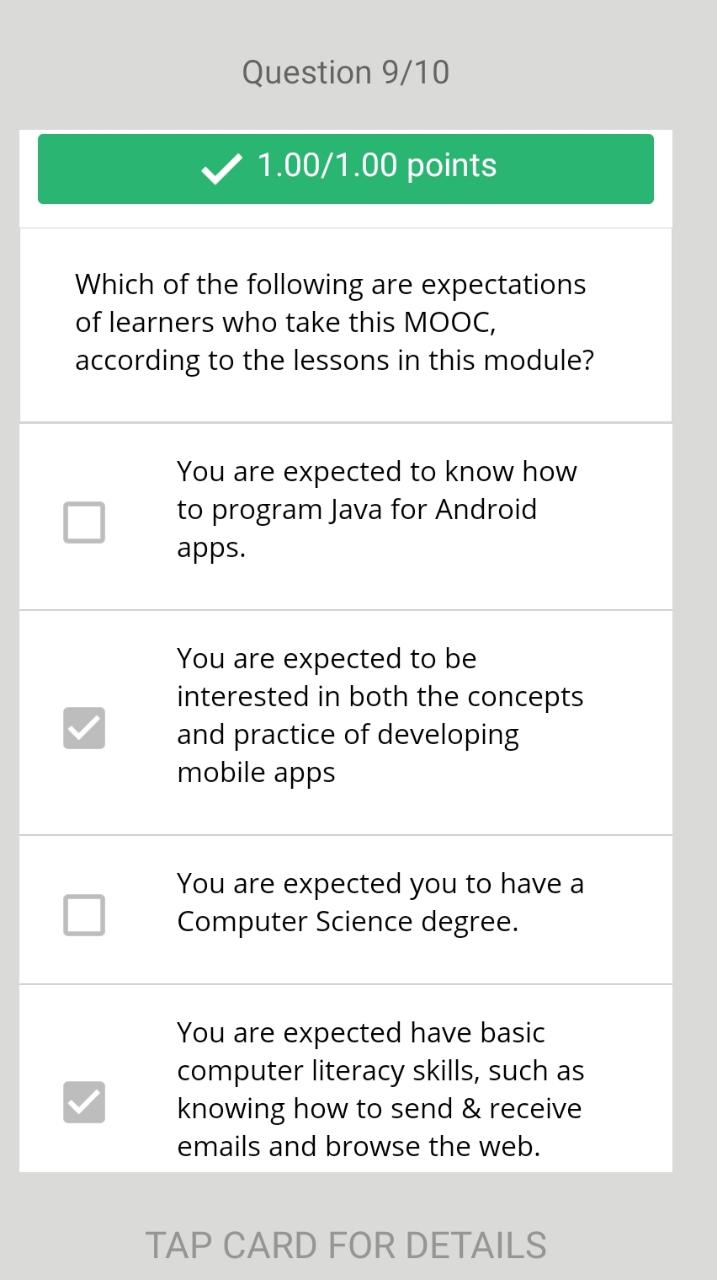 Question 9/10
1.00/1.00 points
Which of the following are expectations
of learners who take this MOOC,
according to the lessons in this module?
You are expected to know how
to program Java for Android
apps.
You are expected to be
interested in both the concepts
and practice of developing
mobile apps
You are expected you to have a
Computer Science degree.
You are expected have basic
computer literacy skills, such as
knowing how to send & receive
emails and browse the web.
TAP CARD FOR DETAILS